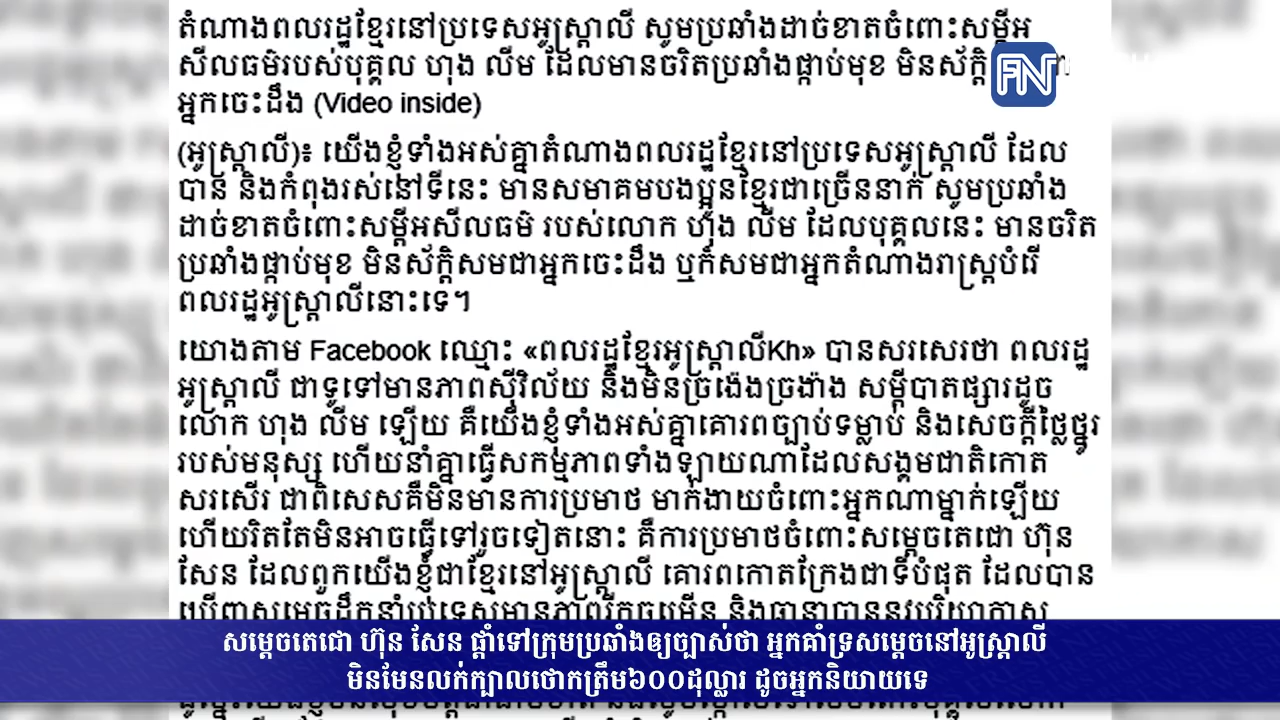 តំណាងពលរដ្ឋខ្មែរនៅប្រទេសអូស្ត្រាលី សូមប្រឆាំងដាច់ខាតចំពោះសម្តីអ
សីលធម៌របស់បុគ្គល ហុង លីម ដែលមានចរិតប្រឆាំងផ្កាប់មុខ មិនស័ក្តិ
អ្នកចេះដឹង (Video inside)
FN
(អូស្ត្រាលី)៖ យើងខ្ញុំទាំងអស់គ្នាតំណាងពលរដ្ឋខ្មែរនៅប្រទេសអូស្ត្រាលី ដែល
បាន និងកំពុងរស់នៅទីនេះ មានសមាគមបងប្អូនខ្មែរជាច្រើននាក់ សូមប្រឆាំង
ដាច់ខាតចំពោះសម្តីអសីលធម៌ របស់លោក ហុង លីម ដែលបុគ្គលនេះ មានចរិត
ប្រឆាំងផ្កាប់មុខ មិនស័ក្តិសមជាអ្នកចេះដឹង ឬក៏សមជាអ្នកតំណាងរាស្ត្របំរើ
ពលរដ្ឋអូស្ត្រាលីនោះទេ។
យោងតាម Facebook ឈ្មោះ «ពលរដ្ឋខ្មែរអូស្ត្រាលីKh» បានសរសេរថា ពលរដ្ឋ
អូស្ត្រាលី ជាទូទៅមានភាពស៊ីវិល័យ និងមិនច្រងេងច្រងាំង សម្តីបាតផ្សារដូច
លោក ហុង លីម ឡើយ គឺយើងខ្ញុំទាំងអស់គ្នាគោរពច្បាប់ទម្លាប់ និងសេចក្តីថ្លៃថ្នូរ
របស់មនុស្ស ហើយនាំគ្នាធ្វើសកម្មភាពទាំងឡាយណាដែលសង្គមជាតិកោត
សរសើរ ជាពិសេសគឺមិនមានការប្រមាថ មាក់ងាយចំពោះអ្នកណាម្នាក់ឡើយ
ហើយរិតតែមិនអាចធ្វើទៅរួចទៀតនោះ គឺការប្រមាថចំពោះសម្តេចតេជោ ហ៊ុន
សែន ដែលពួកយើងខ្ញុំជាខ្មែរនៅអូស្ត្រាលី គោរពកោតក្រែងជាទីបំផុត ដែលបាន
សម្តេចតេជោ ហ៊ុន សែន ផ្តាំទៅក្រុមប្រឆាំងឲ្យច្បាស់ថា អ្នកគាំទ្រសម្តេចនៅអូស្ត្រាលី
មិនមែនលក់ក្បាលថោកត្រឹម៦០០ដុល្លារ ដូចអ្នកនិយាយទេ